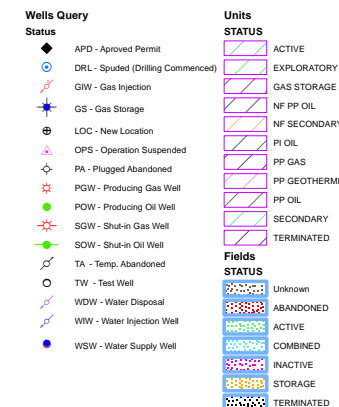 Wells Query
Status
APD - Aproved Permit
DRL - Spuded (Drilling Commenced)
GIW - Gas Injection
GS - Gas Storage
LOC - New Location
OPS - Operation Suspended
PA - Plugged Abandoned
PGW - Producing Gas Well
POW - Producing Oil Well
SGW - Shut-in Gas Well
SOW - Shut-in Oil Well
TA - Temp. Abandoned
TW - Test Well
WDW - Water Disposal
WIW - Water Injection Well
WSW - Water Supply Well
Units
STATUS
ACTIVE
EXPLORATORY
GAS STORAGE
NF PP OIL
NF SECONDARY
PI OIL
PP GAS
PP GEOTHERM
PP OIL
SECONDARY
TERMINATED
Fields
STATUS
Unknown
ABANDONED
ACTIVE
COMBINED
INACTIVE
STORAGE
TERMINATED